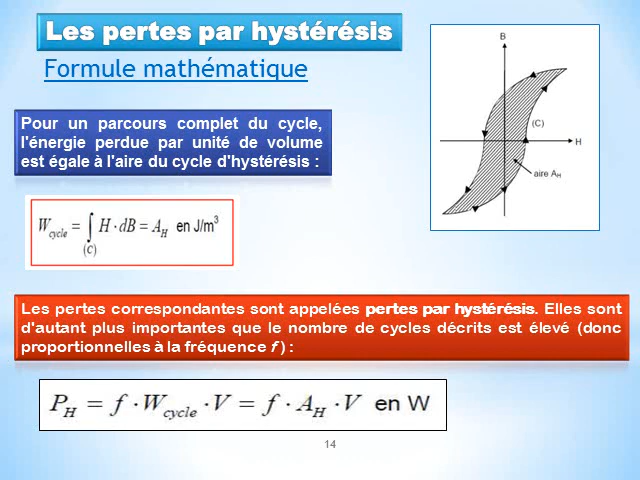 Les pertes par hystérésis
Formule mathématique
Pour un parcours complet du cycle,
l'énergie perdue par unité de volume
est égale à l'aire du cycle d'hystérésis :
B
(C)
H
aire A_H
W_cycle = ∫_(C) H · dB = A_H en J/m³
Les pertes correspondantes sont appelées pertes par hystérésis. Elles sont
d'autant plus importantes que le nombre de cycles décrits est élevé (donc
proportionnelles à la fréquence f ) :
P_H = f · W_cycle · V = f · A_H · V en W
14